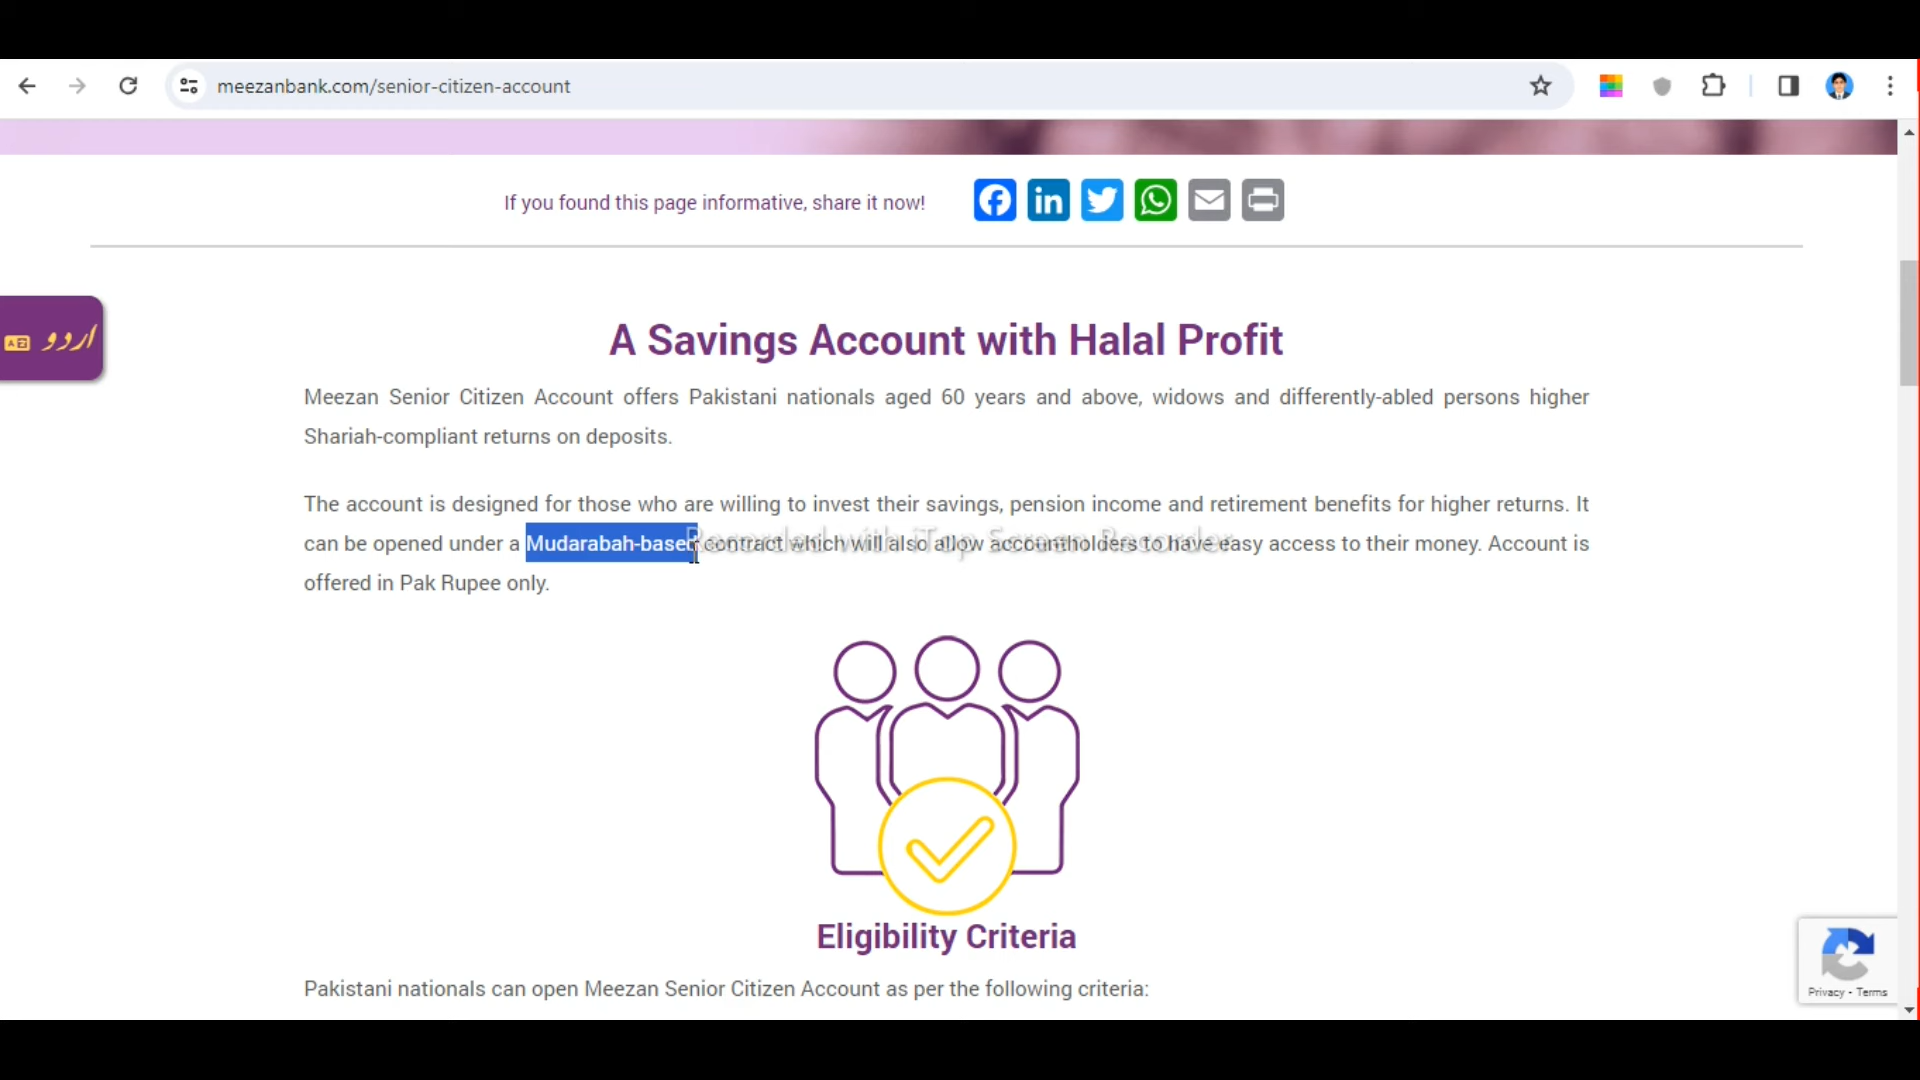 meezanbank.com/senior-citizen-account
If you found this page informative, share it now!
اردو
A Savings Account with Halal Profit
Meezan Senior Citizen Account offers Pakistani nationals aged 60 years and above, widows and differently-abled persons higher
Shariah-compliant returns on deposits.
The account is designed for those who are willing to invest their savings, pension income and retirement benefits for higher returns. It
can be opened under a Mudarabah-based contract which will also allow accountholders to have easy access to their money. Account is
Recorded with iTop Screen Recorder
offered in Pak Rupee only.
Eligibility Criteria
Pakistani nationals can open Meezan Senior Citizen Account as per the following criteria:
Privacy - Terms